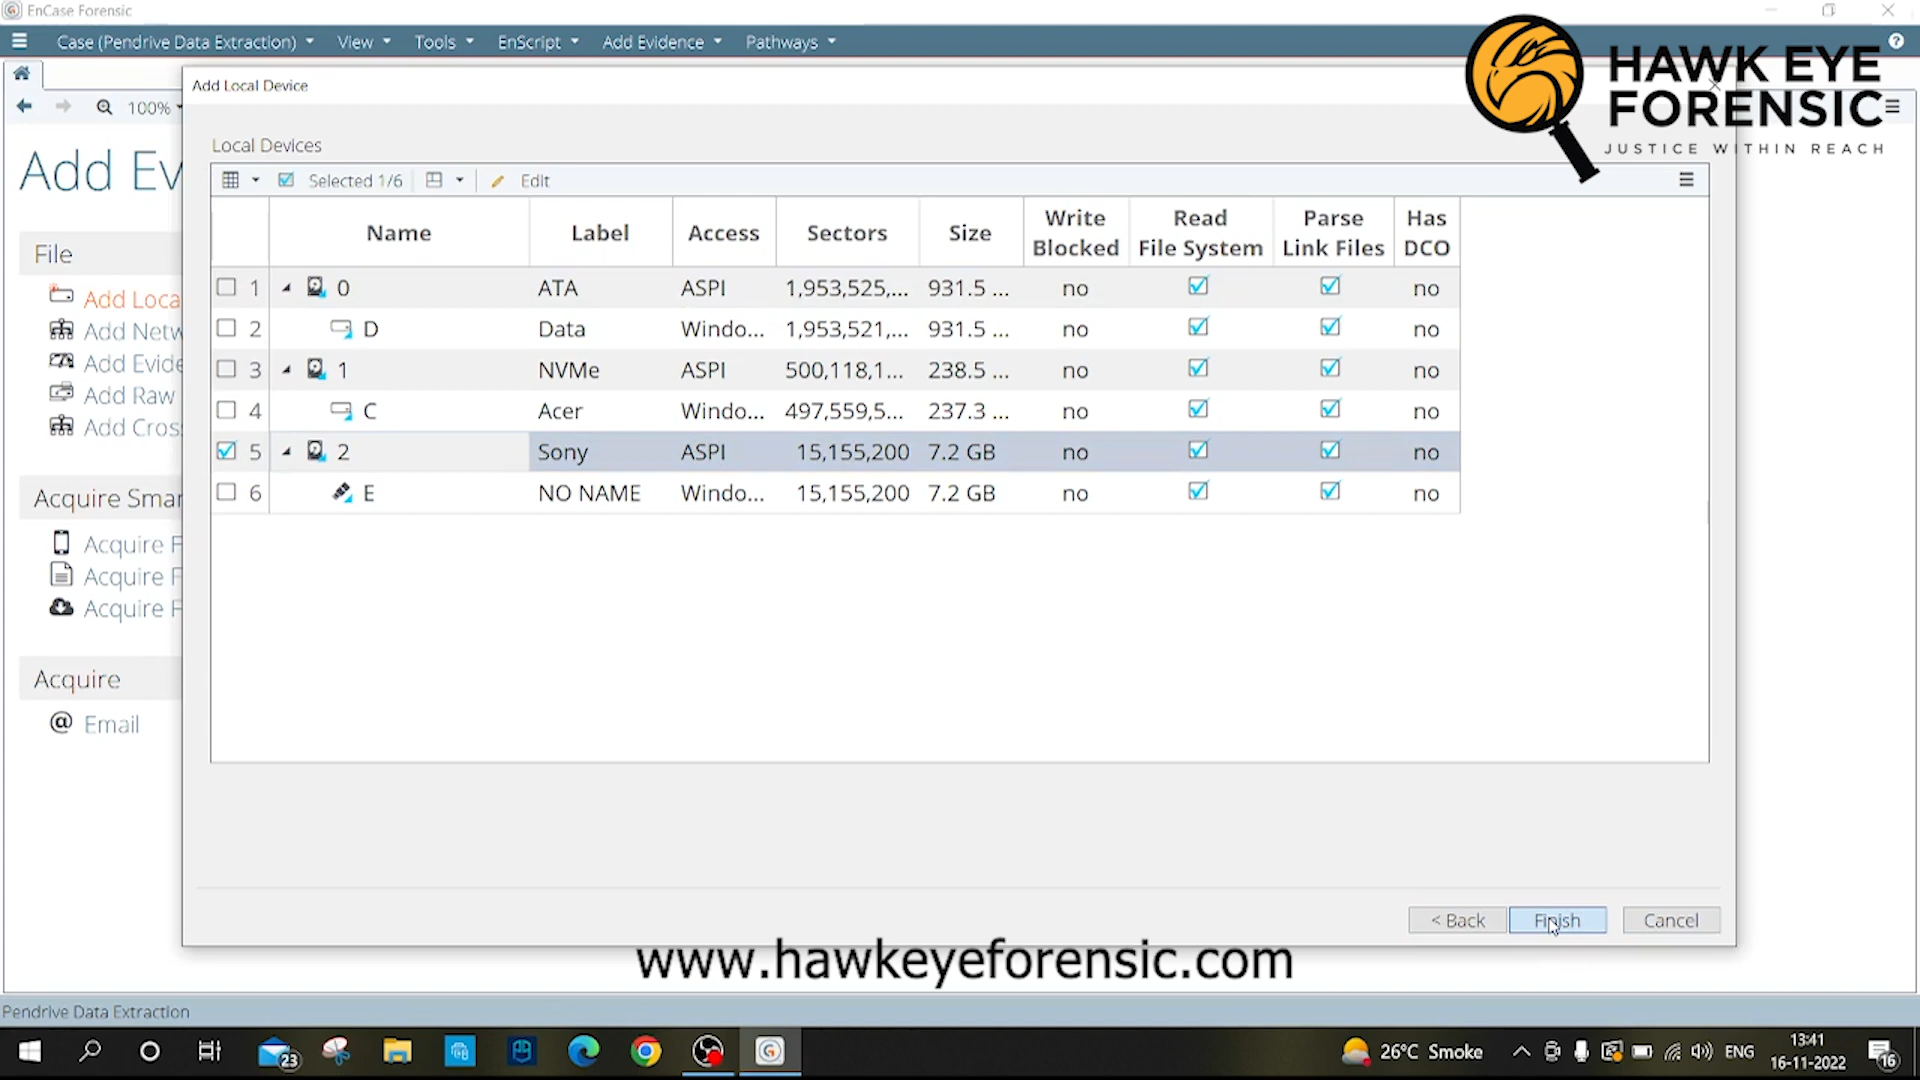 EnCase Forensic
Case (Pendrive Data Extraction) View Tools EnScript Add Evidence Pathways
HAWK EYE
FORENSIC
JUSTICE WITHIN REACH
Add Local Device
100%
Add Ev
Local Devices
Selected 1/6 Edit
Name Label Access Sectors Size Write Blocked Read File System Parse Link Files Has DCO
1 0 ATA ASPI 1,953,525,... 931.5 ... no no
2 D Data Windo... 1,953,521,... 931.5 ... no no
3 1 NVMe ASPI 500,118,1... 238.5 ... no no
4 C Acer Windo... 497,559,5... 237.3 ... no no
5 2 Sony ASPI 15,155,200 7.2 GB no no
6 E NO NAME Windo... 15,155,200 7.2 GB no no
File
Add Loca
Add Netw
Add Evide
Add Raw
Add Cros
Acquire Smar
Acquire F
Acquire F
Acquire F
Acquire
@ Email
< Back Finish Cancel
www.hawkeyeforensic.com
Pendrive Data Extraction
23
26°C Smoke ENG 13:41
16-11-2022 16